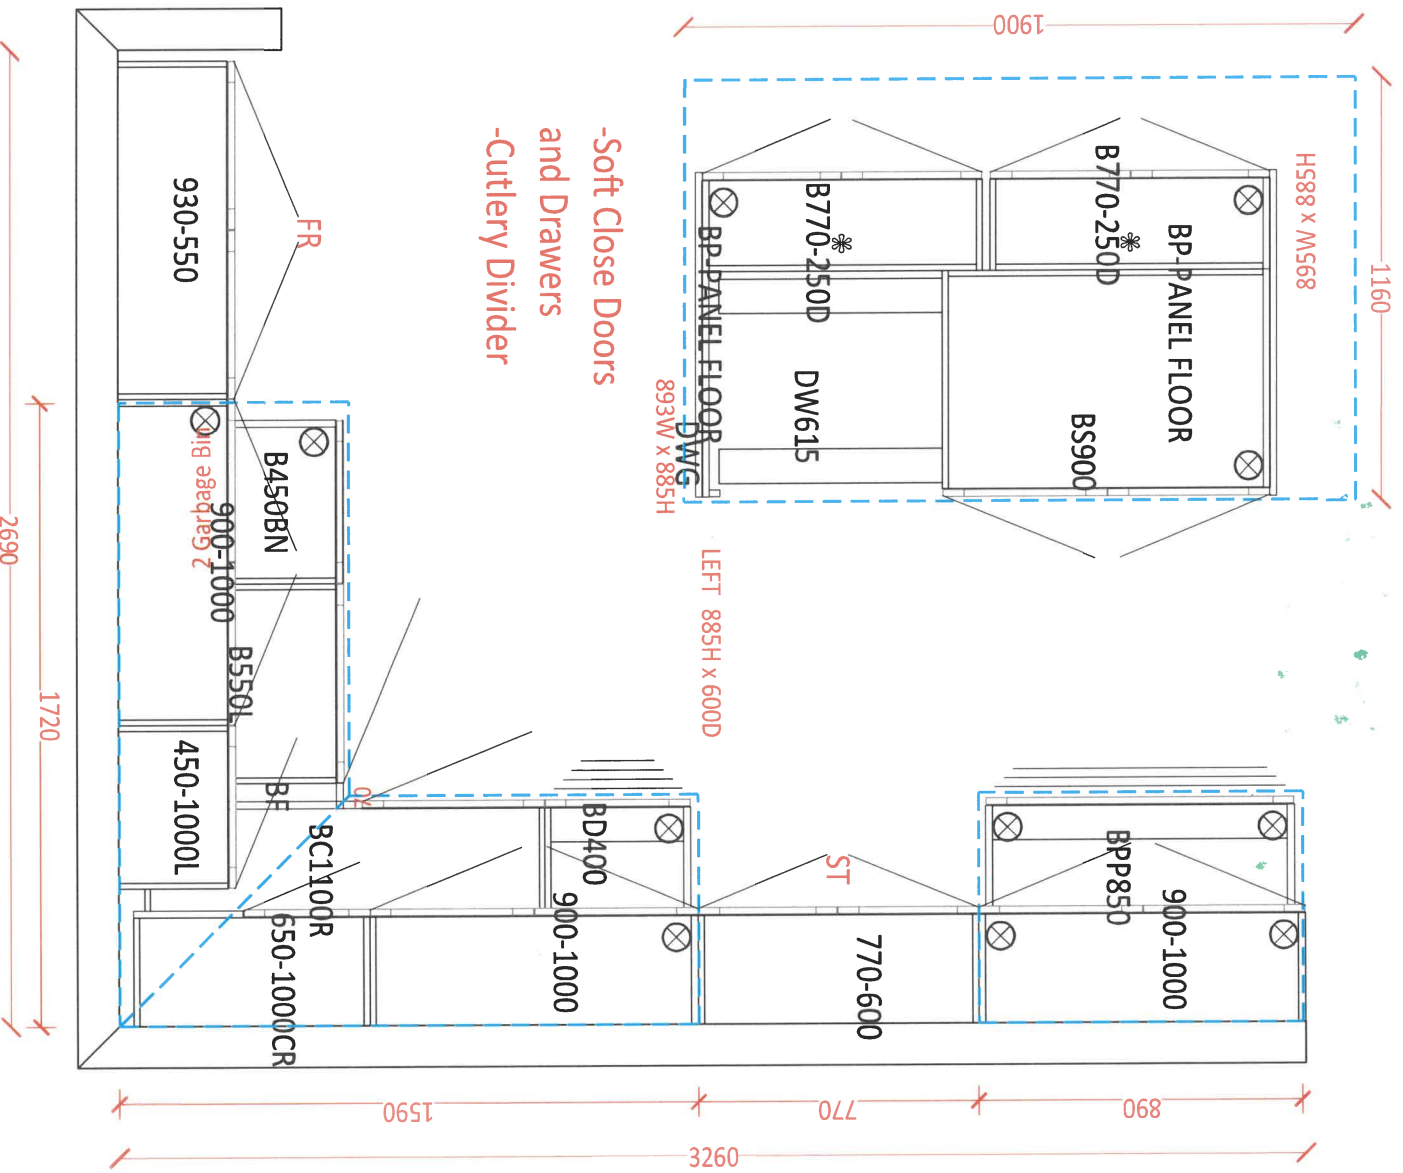 1900
1160
895W x 885H
B770-250D
BP-PANEL FLOOR
B770-250D
BP-PANEL FLOOR
DW615
BS900
DWG
893W x 885H
LEFT 885H x 600D
-Soft Close Doors
and Drawers
-Cutlery Divider
FR
930-550
B450BN
2 Garbage Bin
900-1000
B550L
450-1000L
BF
70
BC1100R
650-1000CR
BD400
900-1000
ST
770-600
BPP850
900-1000
2690
1720
1590
770
890
3260